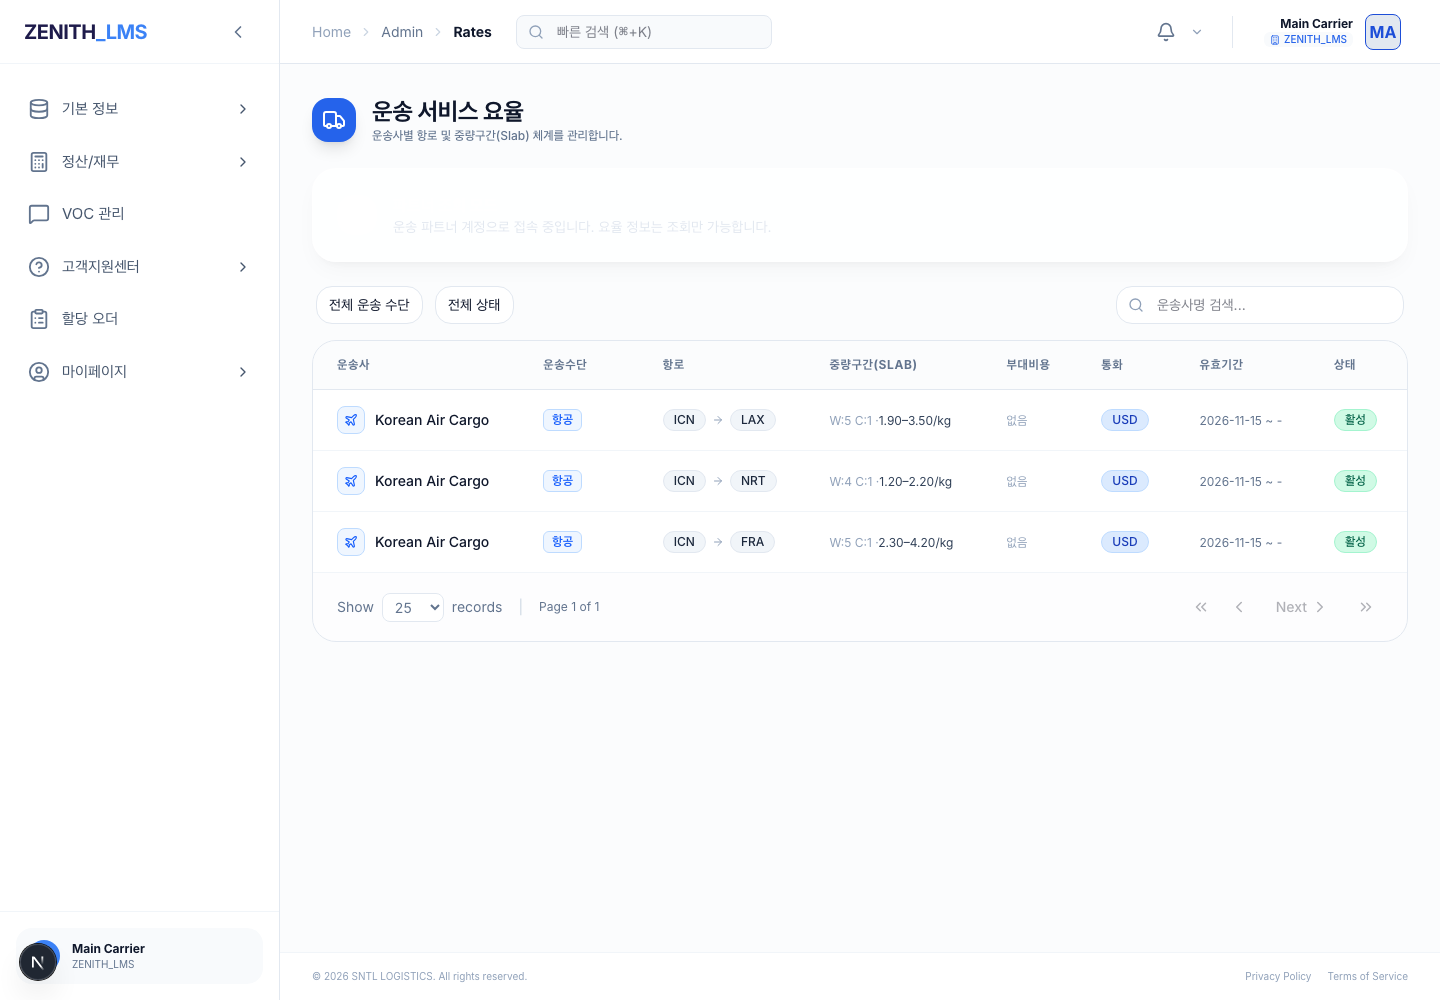 ZENITH_LMS
Home > Admin > Rates
빠른 검색 (⌘+K)
Main Carrier
ZENITH_LMS
MA
기본 정보
정산/재무
VOC 관리
고객지원센터
할당 오더
마이페이지
운송 서비스 요율
운송사별 항로 및 중량구간(Slab) 체계를 관리합니다.
운송 파트너 계정으로 접속 중입니다. 요율 정보는 조회만 가능합니다.
전체 운송 수단 전체 상태 운송사명 검색...
운송사 운송수단 항로 중량구간(SLAB) 부대비용 통화 유효기간 상태
Korean Air Cargo 항공 ICN → LAX W:5 C:1 ·1.90–3.50/kg 없음 USD 2026-11-15 ~ - 활성
Korean Air Cargo 항공 ICN → NRT W:4 C:1 ·1.20–2.20/kg 없음 USD 2026-11-15 ~ - 활성
Korean Air Cargo 항공 ICN → FRA W:5 C:1 ·2.30–4.20/kg 없음 USD 2026-11-15 ~ - 활성
Show 25 records Page 1 of 1 Next
Main Carrier
ZENITH_LMS
N
© 2026 SNTL LOGISTICS. All rights reserved. Privacy Policy Terms of Service